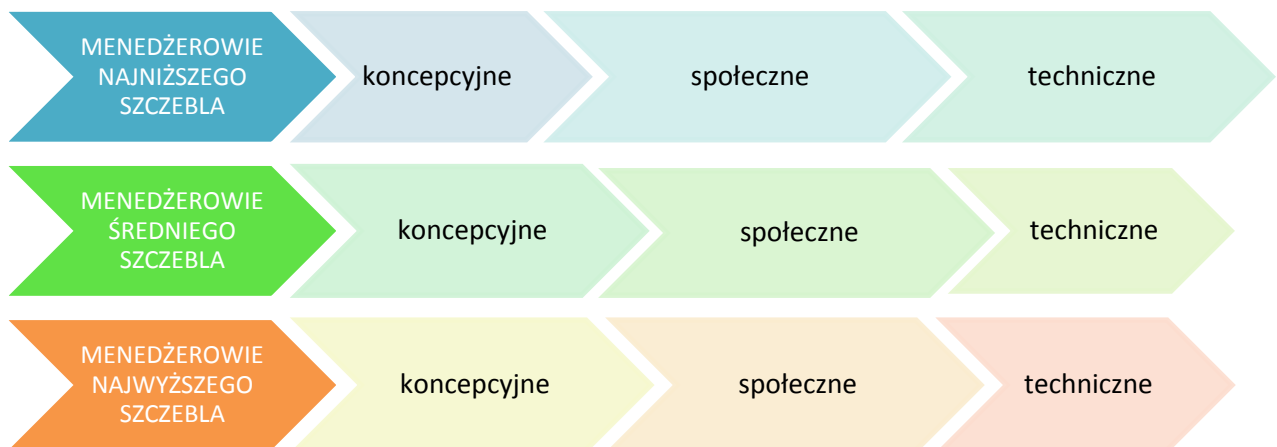 MENEDŻEROWIE
NAJNIŻSZEGO
SZCZEBLA
koncepcyjne
społeczne
techniczne
MENEDŻEROWIE
ŚREDNIEGO
SZCZEBLA
koncepcyjne
społeczne
techniczne
MENEDŻEROWIE
NAJWYŻSZEGO
SZCZEBLA
koncepcyjne
społeczne
techniczne